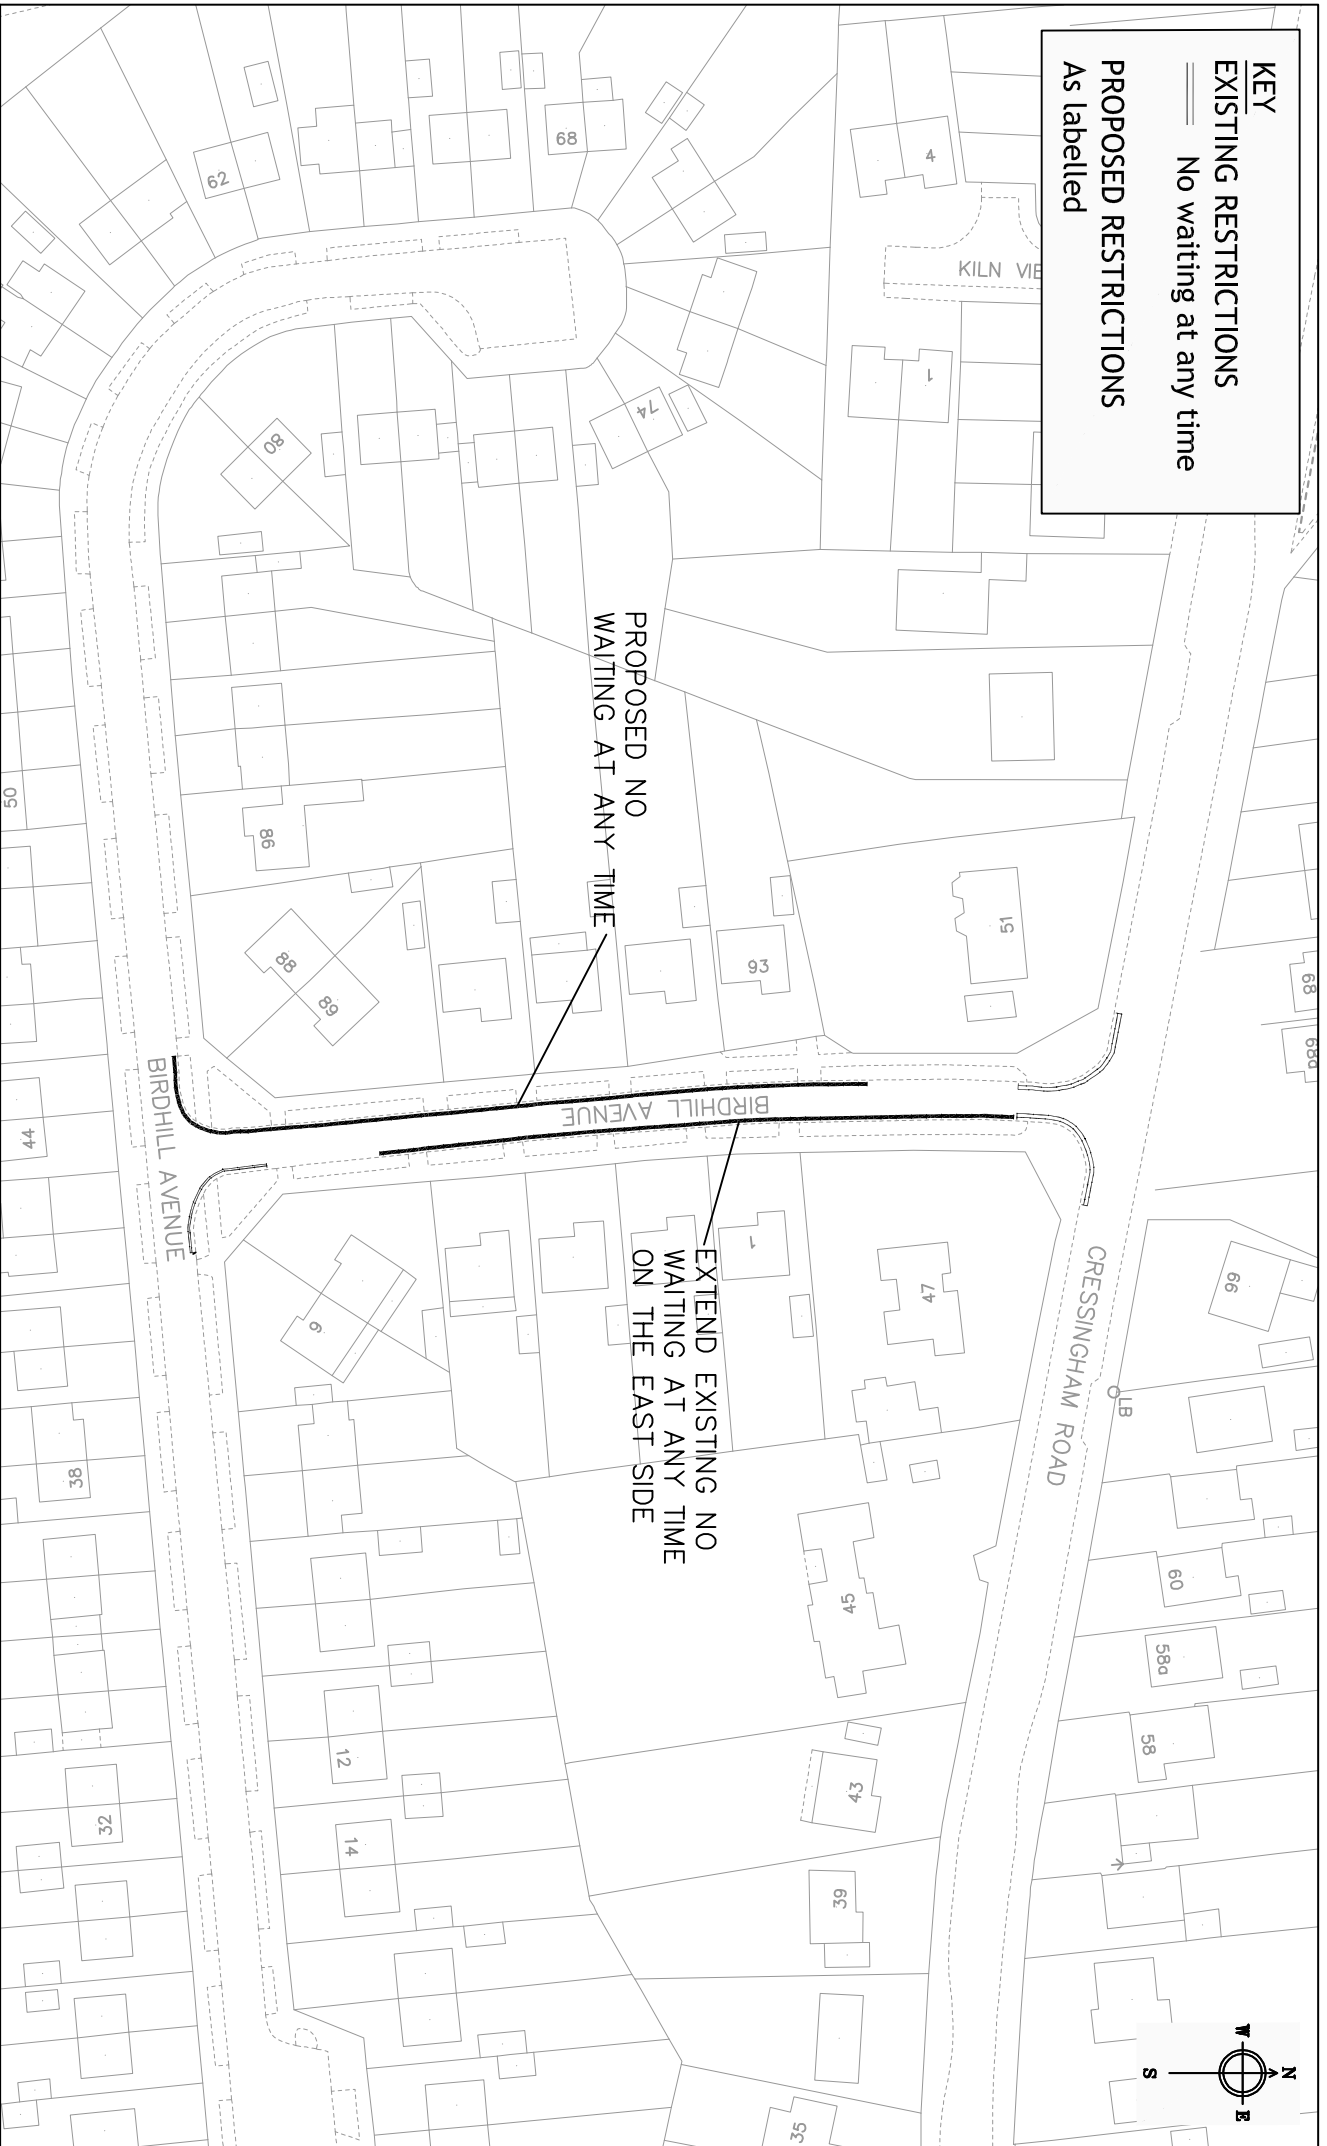 KEY
EXISTING RESTRICTIONS
No waiting at any time
PROPOSED RESTRICTIONS
As labelled
N
W
E
S
KILN VIE
4
1
68
62
74
80
86
88
89
93
51
50
44
38
32
PROPOSED NO
WAITING AT ANY TIME
BIRDHILL AVENUE
BIRDHILL AVENUE
EXTEND EXISTING NO
WAITING AT ANY TIME
ON THE EAST SIDE
CRESSINGHAM ROAD
LB
68
68a
66
60
58a
58
1
47
45
43
39
35
9
12
14